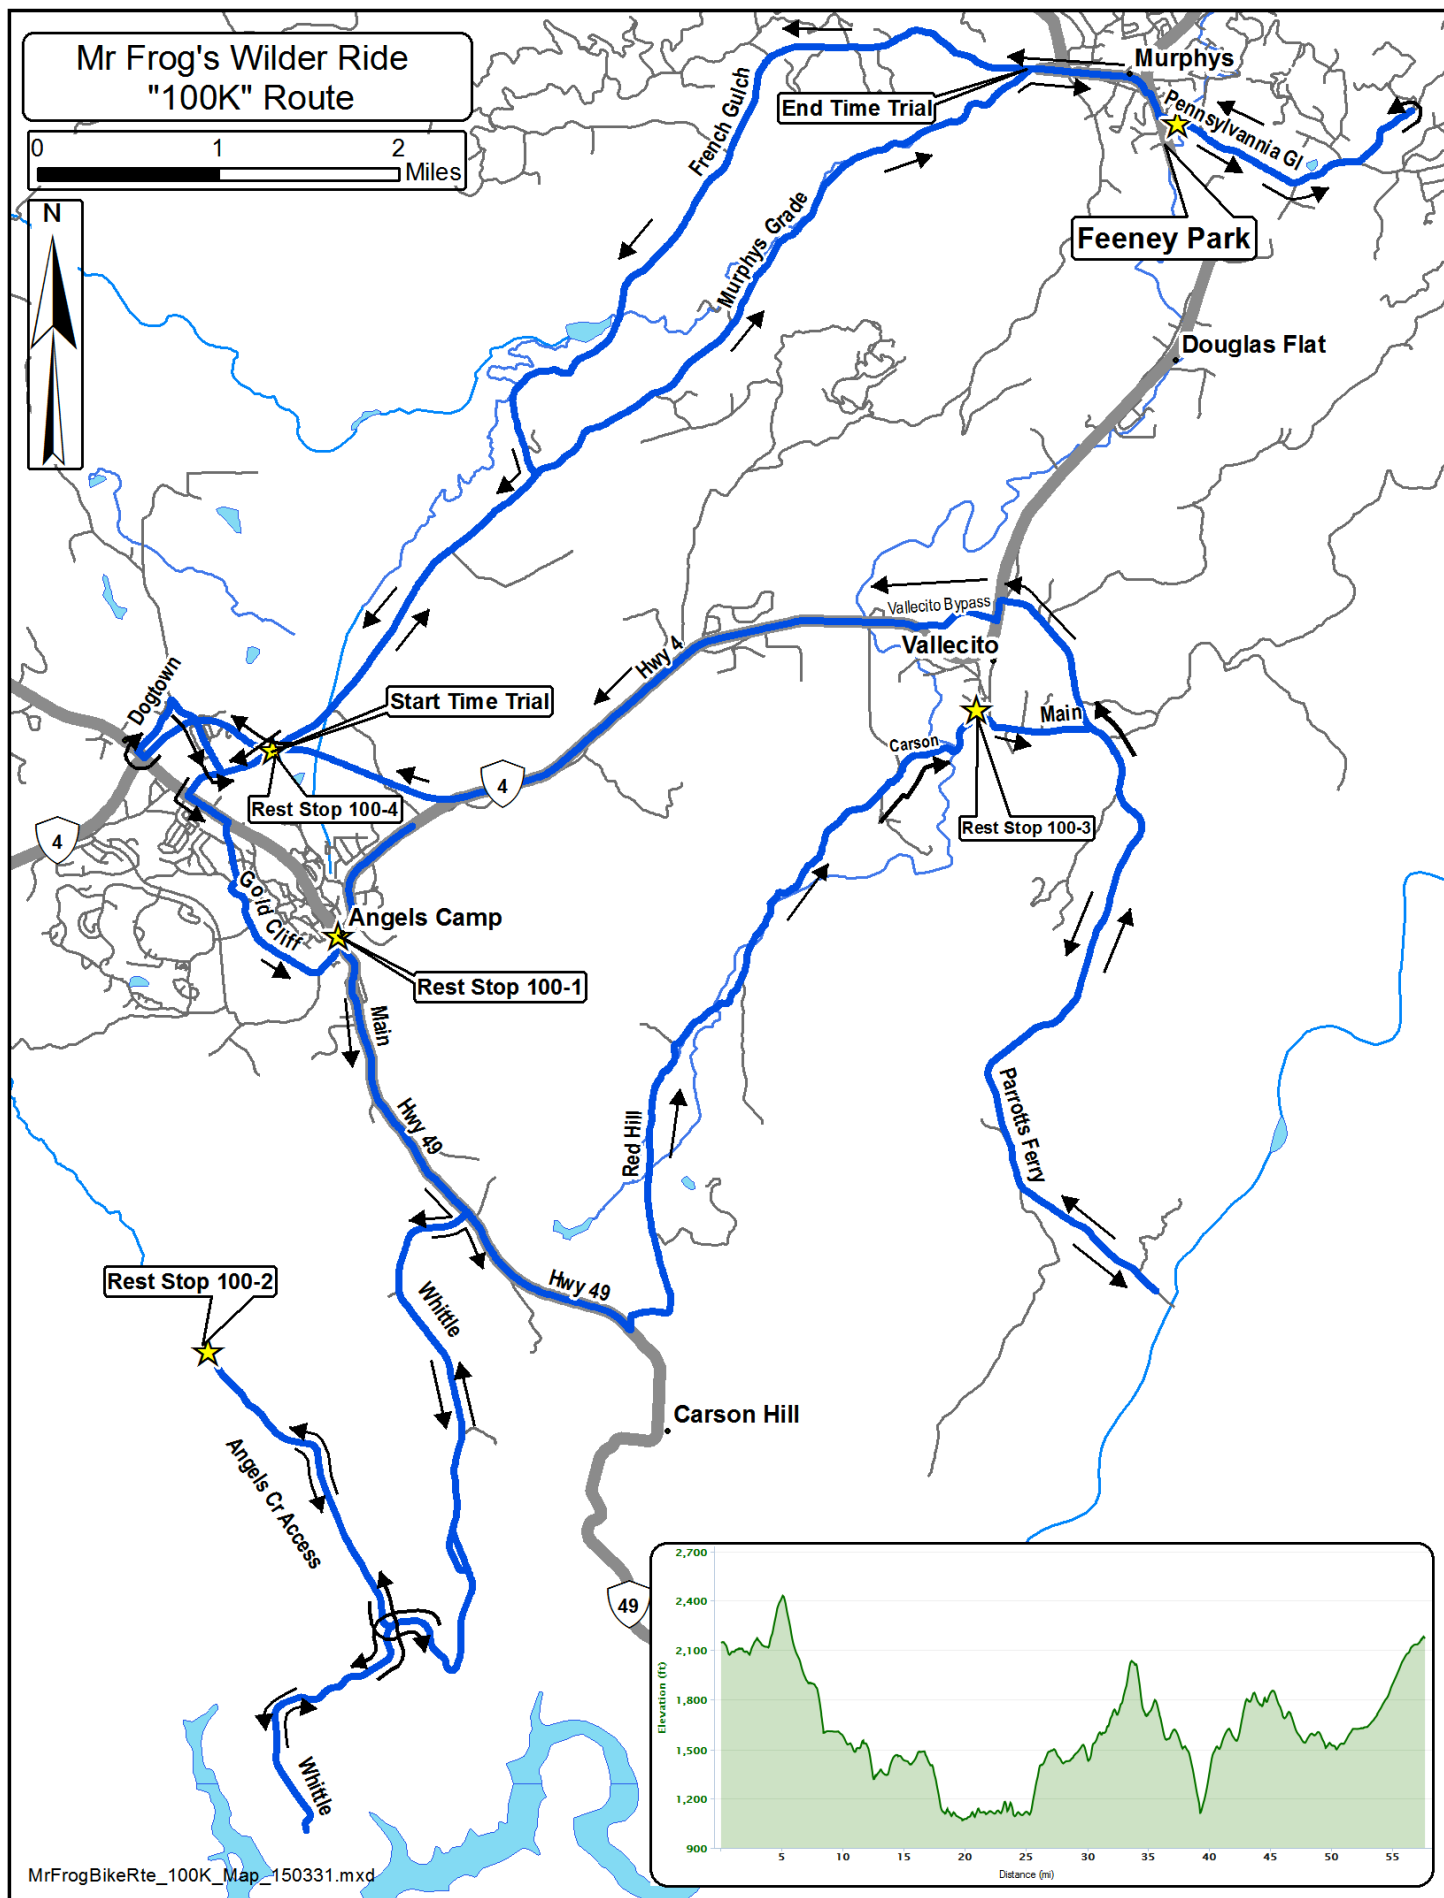 Mr Frog's Wilder Ride
"100K" Route
0 1 2
Miles
N
Murphys
End Time Trial
Pennsylvannia Gl
French Gulch
Murphys Grade
Feeney Park
Douglas Flat
Vallecito Bypass
Vallecito
Hwy 4
Dogtown
Start Time Trial
Main
Carson
4
Rest Stop 100-4
4
Rest Stop 100-3
Gold Cliff
Angels Camp
Rest Stop 100-1
Main
Hwy 49
Red Hill
Parrotts Ferry
Rest Stop 100-2
Whittle
Hwy 49
Carson Hill
Angels Cr Access
49
Whittle
2,700
2,400
2,100
1,800
1,500
1,200
900
Elevation (ft)
5 10 15 20 25 30 35 40 45 50 55
Distance (mi)
MrFrogBikeRte_100K_Map_150331.mxd